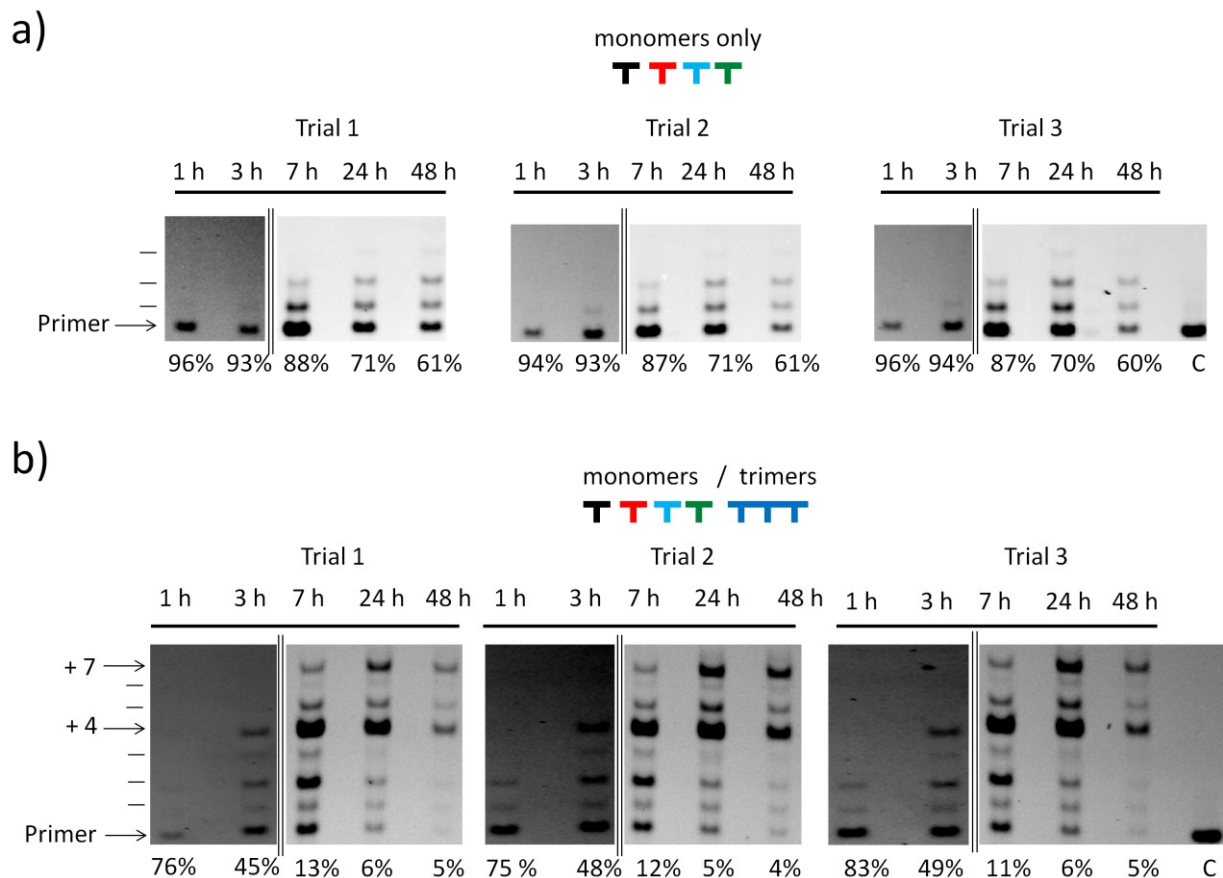 a)
monomers only
T T T T
Trial 1 Trial 2 Trial 3
1 h 3 h 7 h 24 h 48 h 1 h 3 h 7 h 24 h 48 h 1 h 3 h 7 h 24 h 48 h
Primer
96% 93% 88% 71% 61% 94% 93% 87% 71% 61% 96% 94% 87% 70% 60% C
b)
monomers / trimers
T T T T TTT
Trial 1 Trial 2 Trial 3
1 h 3 h 7 h 24 h 48 h 1 h 3 h 7 h 24 h 48 h 1 h 3 h 7 h 24 h 48 h
+ 7
+ 4
Primer
76% 45% 13% 6% 5% 75 % 48% 12% 5% 4% 83% 49% 11% 6% 5% C